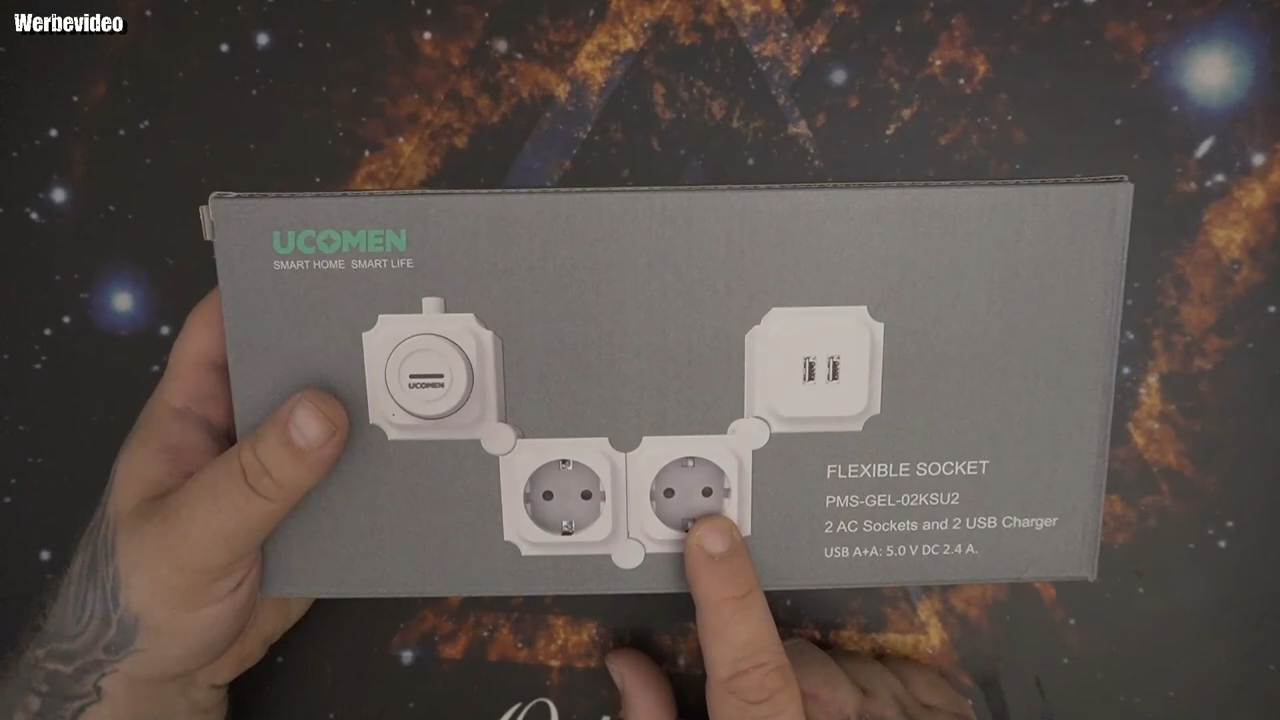 Werbevideo
UCOMEN
SMART HOME SMART LIFE
UCOMEN
FLEXIBLE SOCKET
PMS-GEL-02KSU2
2 AC Sockets and 2 USB Charger
USB A+A: 5.0 V DC 2.4 A.